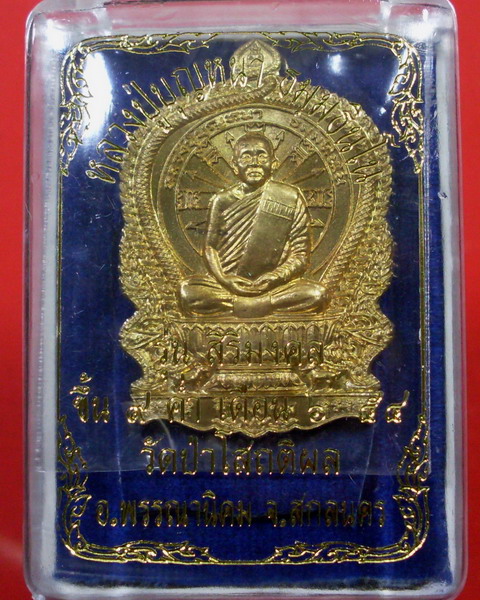 หลวงปู่บุญหนา ธมฺมทินฺโน
รุ่น สิริมงคล
ขึ้น ๙ ค่ำ เดือน ๖ ๕๔
วัดป่าโสตถิผล
อ.พรรณานิคม จ.สกลนคร